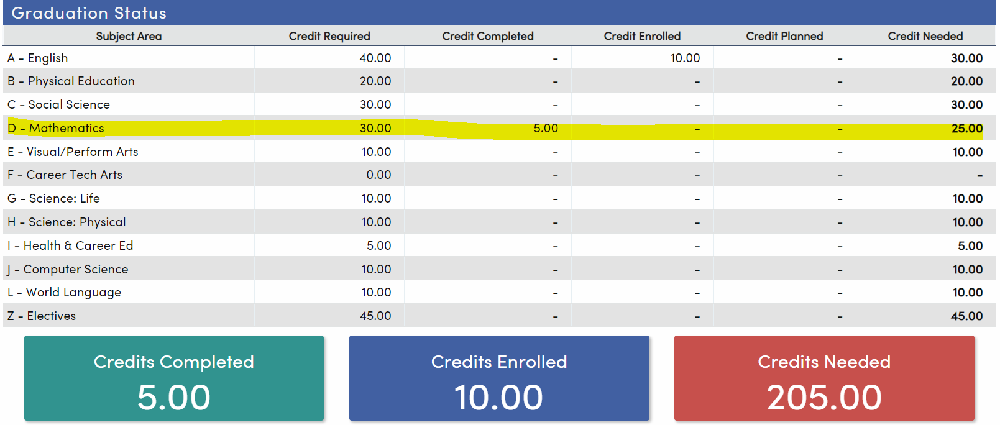 Graduation Status
Subject Area Credit Required Credit Completed Credit Enrolled Credit Planned Credit Needed
A - English 40.00 - 10.00 - 30.00
B - Physical Education 20.00 - - - 20.00
C - Social Science 30.00 - - - 30.00
D - Mathematics 30.00 5.00 - - 25.00
E - Visual/Perform Arts 10.00 - - - 10.00
F - Career Tech Arts 0.00 - - - -
G - Science: Life 10.00 - - - 10.00
H - Science: Physical 10.00 - - - 10.00
I - Health & Career Ed 5.00 - - - 5.00
J - Computer Science 10.00 - - - 10.00
L - World Language 10.00 - - - 10.00
Z - Electives 45.00 - - - 45.00
Credits Completed Credits Enrolled Credits Needed
5.00 10.00 205.00